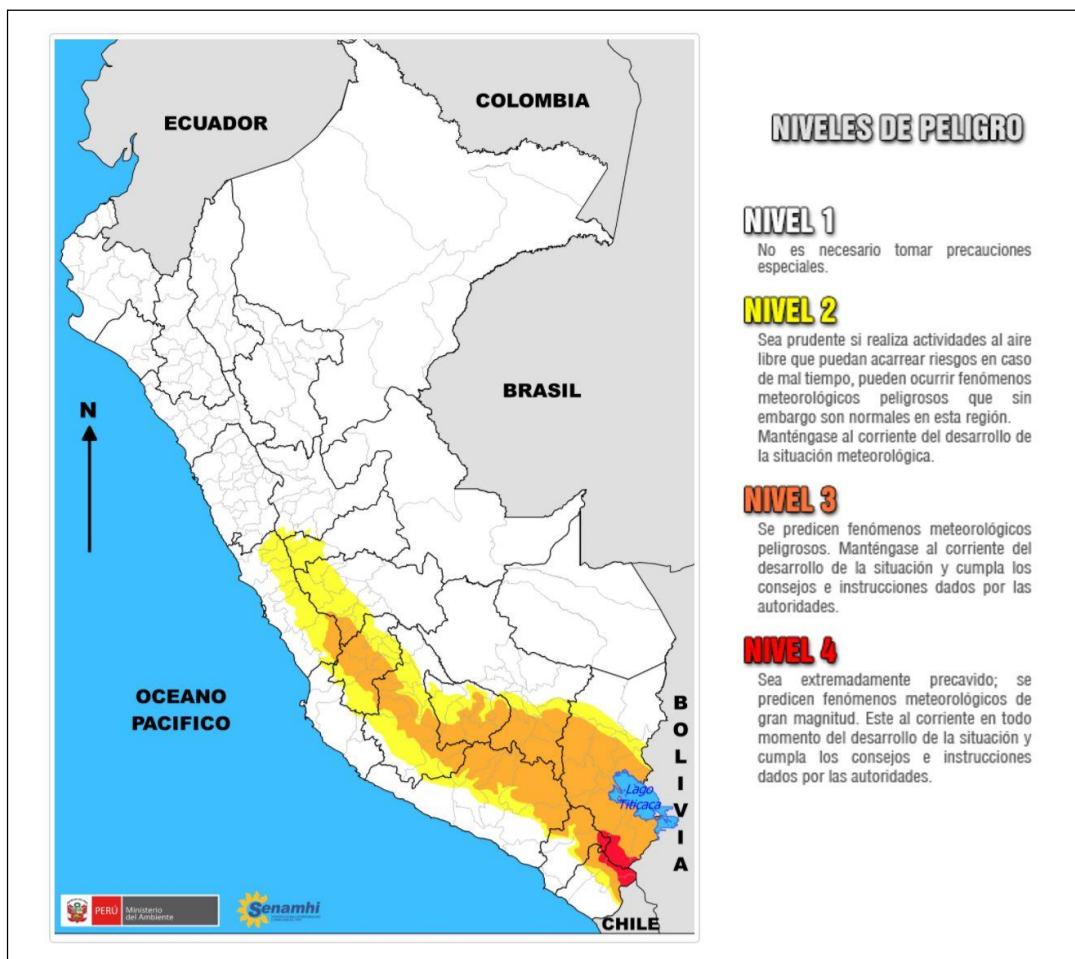 ECUADOR
COLOMBIA
BRASIL
N
OCEANO
PACIFICO
BOLIVIA
Lago
Titicaca
CHILE
PERÚ
Ministerio
del Ambiente
Senamhi
NIVELES DE PELIGRO
NIVEL 1
No es necesario tomar precauciones
especiales.
NIVEL 2
Sea prudente si realiza actividades al aire
libre que puedan acarrear riesgos en caso
de mal tiempo, pueden ocurrir fenómenos
meteorológicos peligrosos que sin
embargo son normales en esta región.
Manténgase al corriente del desarrollo de
la situación meteorológica.
NIVEL 3
Se predicen fenómenos meteorológicos
peligrosos. Manténgase al corriente del
desarrollo de la situación y cumpla los
consejos e instrucciones dados por las
autoridades.
NIVEL 4
Sea extremadamente precavido; se
predicen fenómenos meteorológicos de
gran magnitud. Este al corriente en todo
momento del desarrollo de la situación y
cumpla los consejos e instrucciones
dados por las autoridades.